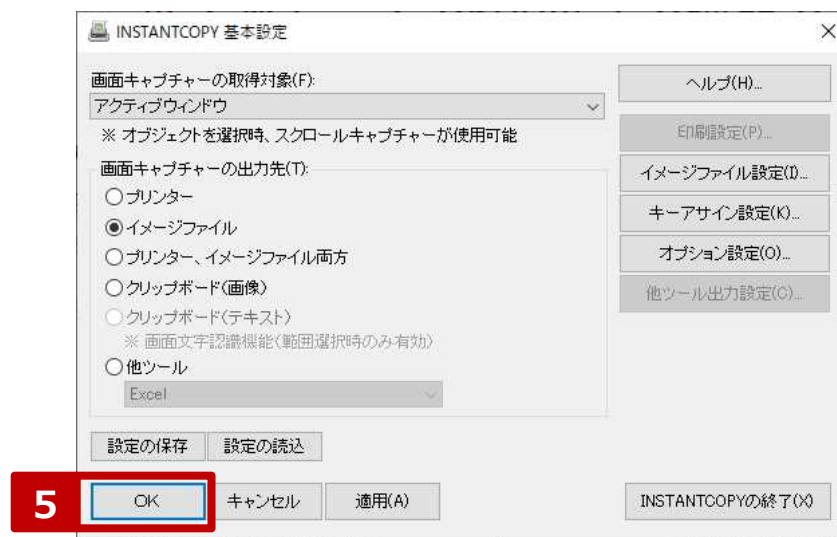 INSTANTCOPY 基本設定
画面キャプチャーの取得対象(F):
アクティブウィンドウ
※ オブジェクトを選択時、スクロールキャプチャーが使用可能
画面キャプチャーの出力先(T):
プリンター
イメージファイル
プリンター、イメージファイル両方
クリップボード(画像)
クリップボード(テキスト)
※ 画面文字認識機能(範囲選択時のみ有効)
他ツール
Excel
設定の保存 設定の読込
5 OK キャンセル 適用(A)
ヘルプ(H)...
印刷設定(P)...
イメージファイル設定(I)...
キーアサイン設定(K)...
オプション設定(O)...
他ツール出力設定(C)...
INSTANTCOPYの終了(X)